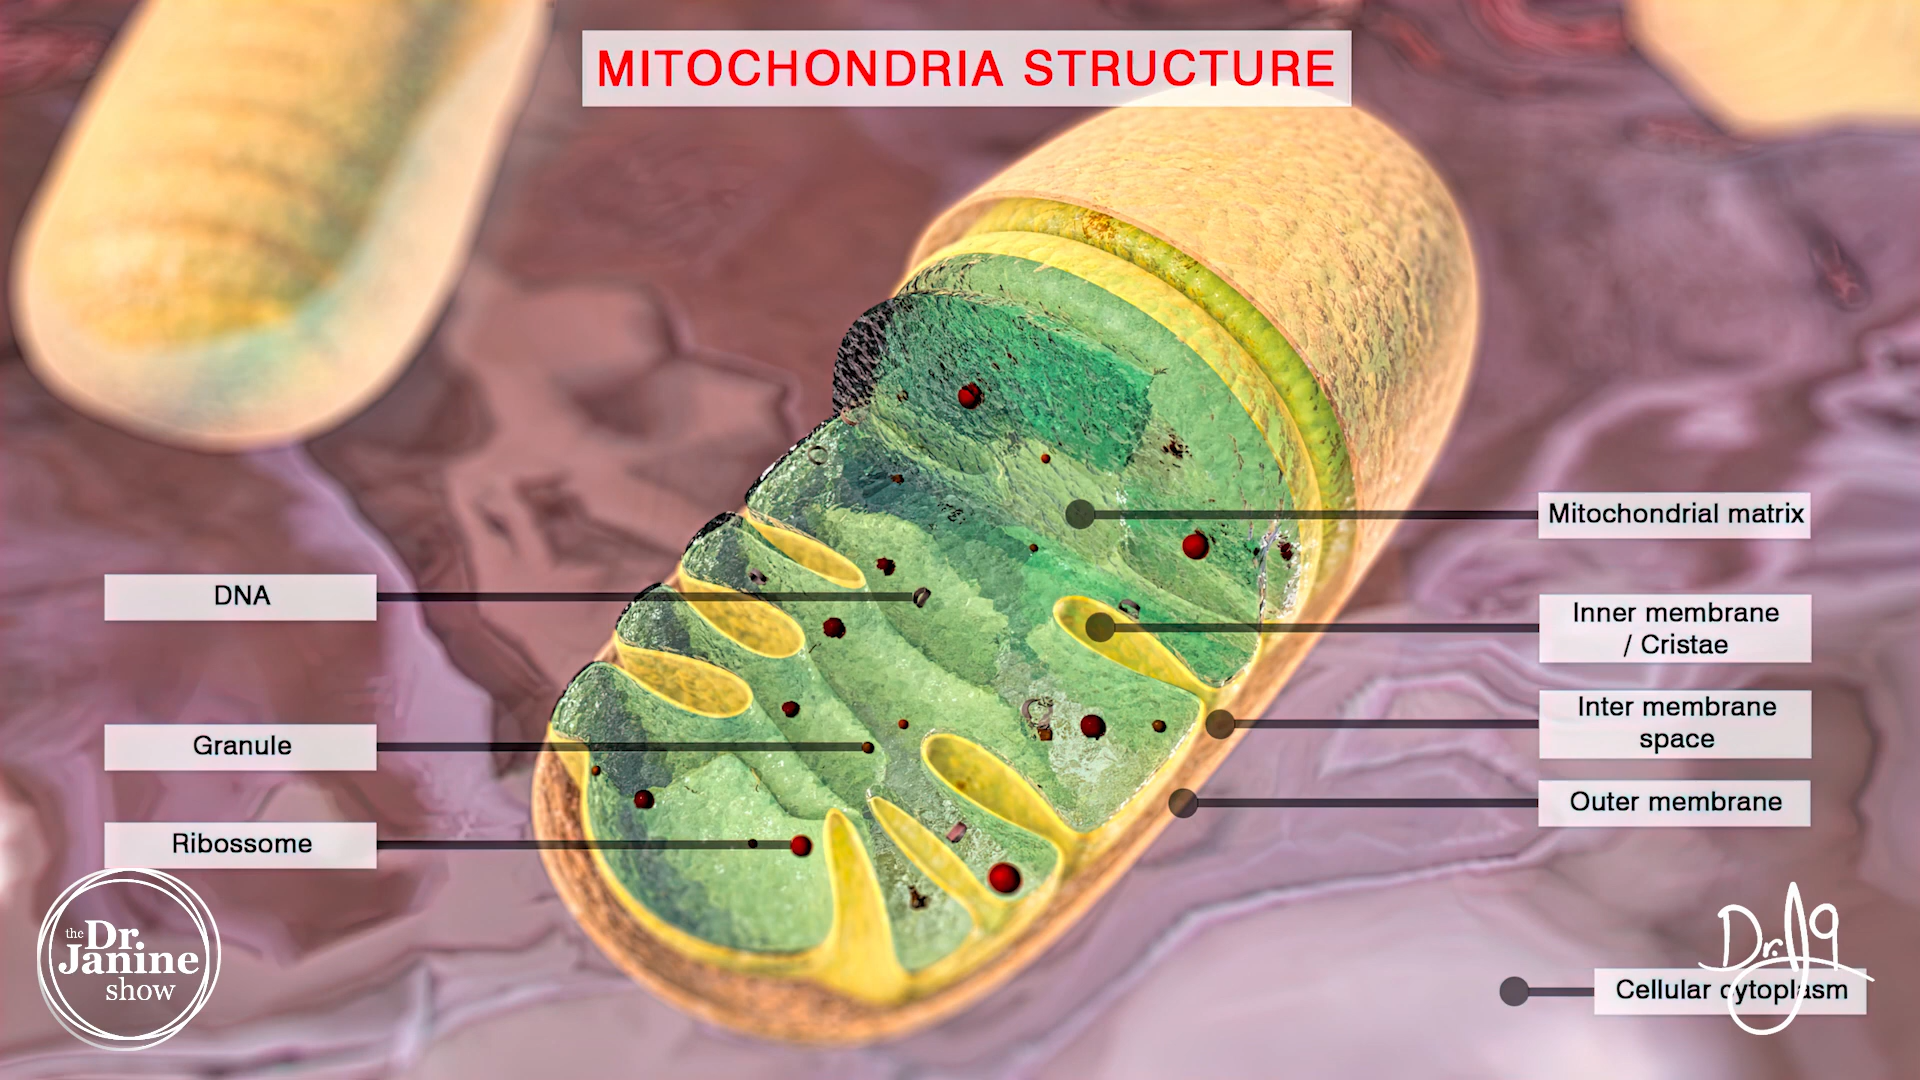 MITOCHONDRIA STRUCTURE
DNA
Granule
Ribossome
Mitochondrial matrix
Inner membrane
/ Cristae
Inter membrane
space
Outer membrane
Cellular cytoplasm
the Dr.
Janine
show
Dr.